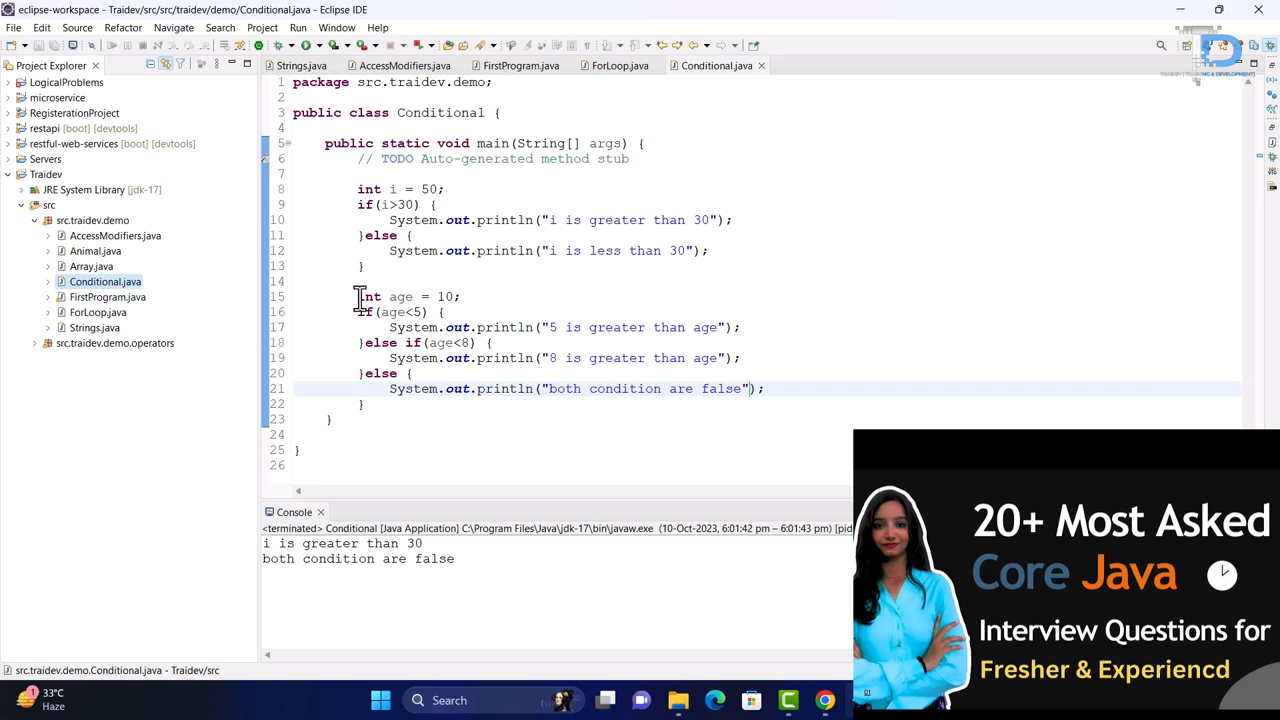 eclipse-workspace - Traidev/src/src/traidev/demo/Conditional.java - Eclipse IDE
File Edit Source Refactor Navigate Search Project Run Window Help
Project Explorer
Strings.java AccessModifiers.java FirstProgram.java ForLoop.java Conditional.java
LogicalProblems
microservice
RegisterationProject
restapi [boot] [devtools]
restful-web-services [boot] [devtools]
Servers
Traidev
JRE System Library [jdk-17]
src
src.traidev.demo
AccessModifiers.java
Animal.java
Array.java
Conditional.java
FirstProgram.java
ForLoop.java
Strings.java
src.traidev.demo.operators
1 package src.traidev.demo;
2
3 public class Conditional {
4
5 public static void main(String[] args) {
6 // TODO Auto-generated method stub
7
8 int i = 50;
9 if(i>30) {
10 System.out.println("i is greater than 30");
11 }else {
12 System.out.println("i is less than 30");
13 }
14
15 int age = 10;
16 if(age<5) {
17 System.out.println("5 is greater than age");
18 }else if(age<8) {
19 System.out.println("8 is greater than age");
20 }else {
21 System.out.println("both condition are false");
22 }
23 }
24
25 }
26
Console
<terminated> Conditional [Java Application] C:\Program Files\Java\jdk-17\bin\javaw.exe (10-Oct-2023, 6:01:42 pm – 6:01:43 pm) [pid
i is greater than 30
both condition are false
20+ Most Asked
Core Java
Interview Questions for
Fresher & Experiencd
src.traidev.demo.Conditional.java - Traidev/src
1
33°C
Haze
Search